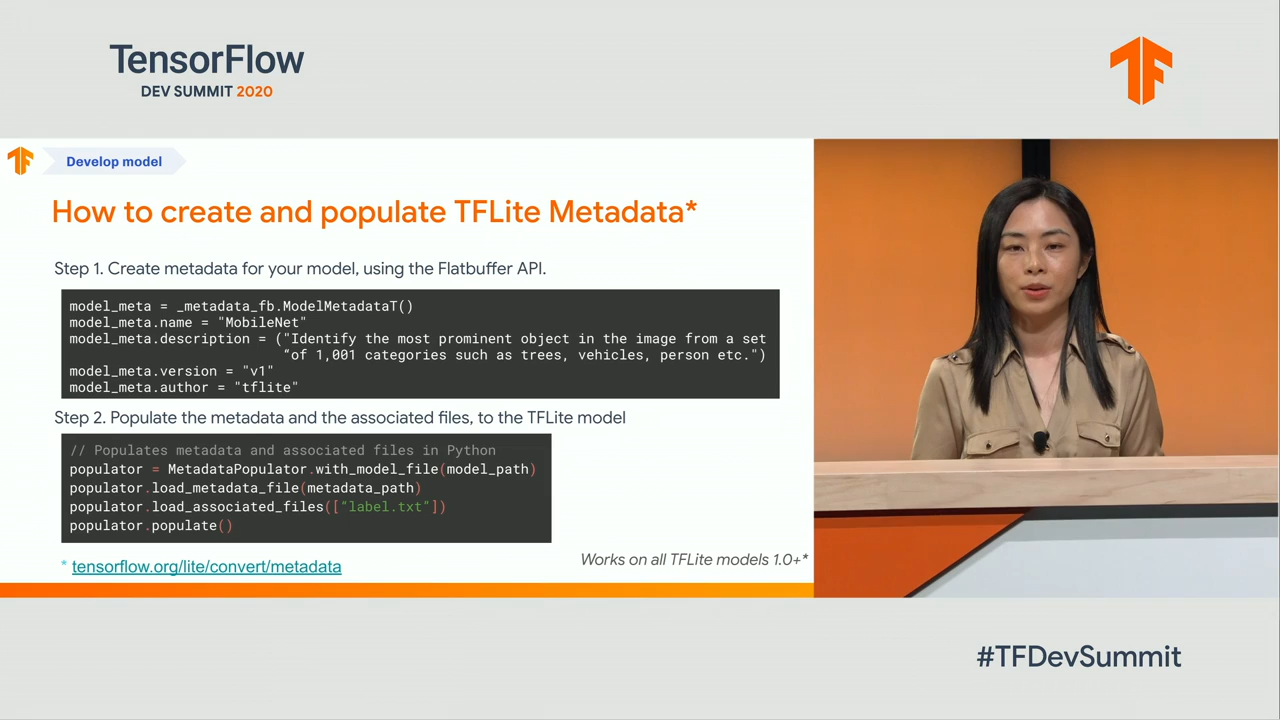 TensorFlow
DEV SUMMIT 2020
Develop model
How to create and populate TFLite Metadata*
Step 1. Create metadata for your model, using the Flatbuffer API.
model_meta = _metadata_fb.ModelMetadataT()
model_meta.name = "MobileNet"
model_meta.description = ("Identify the most prominent object in the image from a set
“of 1,001 categories such as trees, vehicles, person etc.")
model_meta.version = "v1"
model_meta.author = "tflite"
Step 2. Populate the metadata and the associated files, to the TFLite model
// Populates metadata and associated files in Python
populator = MetadataPopulator.with_model_file(model_path)
populator.load_metadata_file(metadata_path)
populator.load_associated_files(["label.txt"])
populator.populate()
* tensorflow.org/lite/convert/metadata
Works on all TFLite models 1.0+*
#TFDevSummit